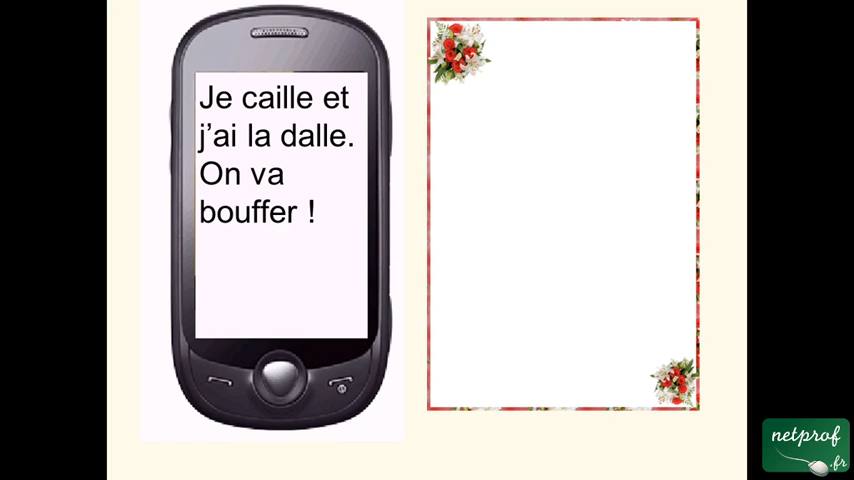 Je caille et
j'ai la dalle.
On va
bouffer !
netprof
.fr